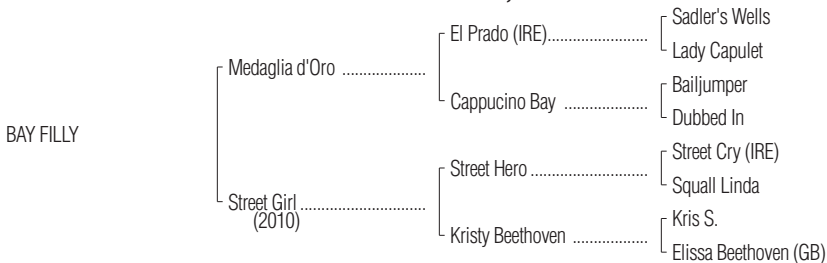 Sadler's Wells
El Prado (IRE)......................
Lady Capulet
Medaglia d'Oro .....................
Bailjumper
Cappucino Bay ..................
Dubbed In
BAY FILLY
Street Cry (IRE)
Street Hero .........................
Squall Linda
Street Girl ...............................
(2010)
Kris S.
Kristy Beethoven ................
Elissa Beethoven (GB)